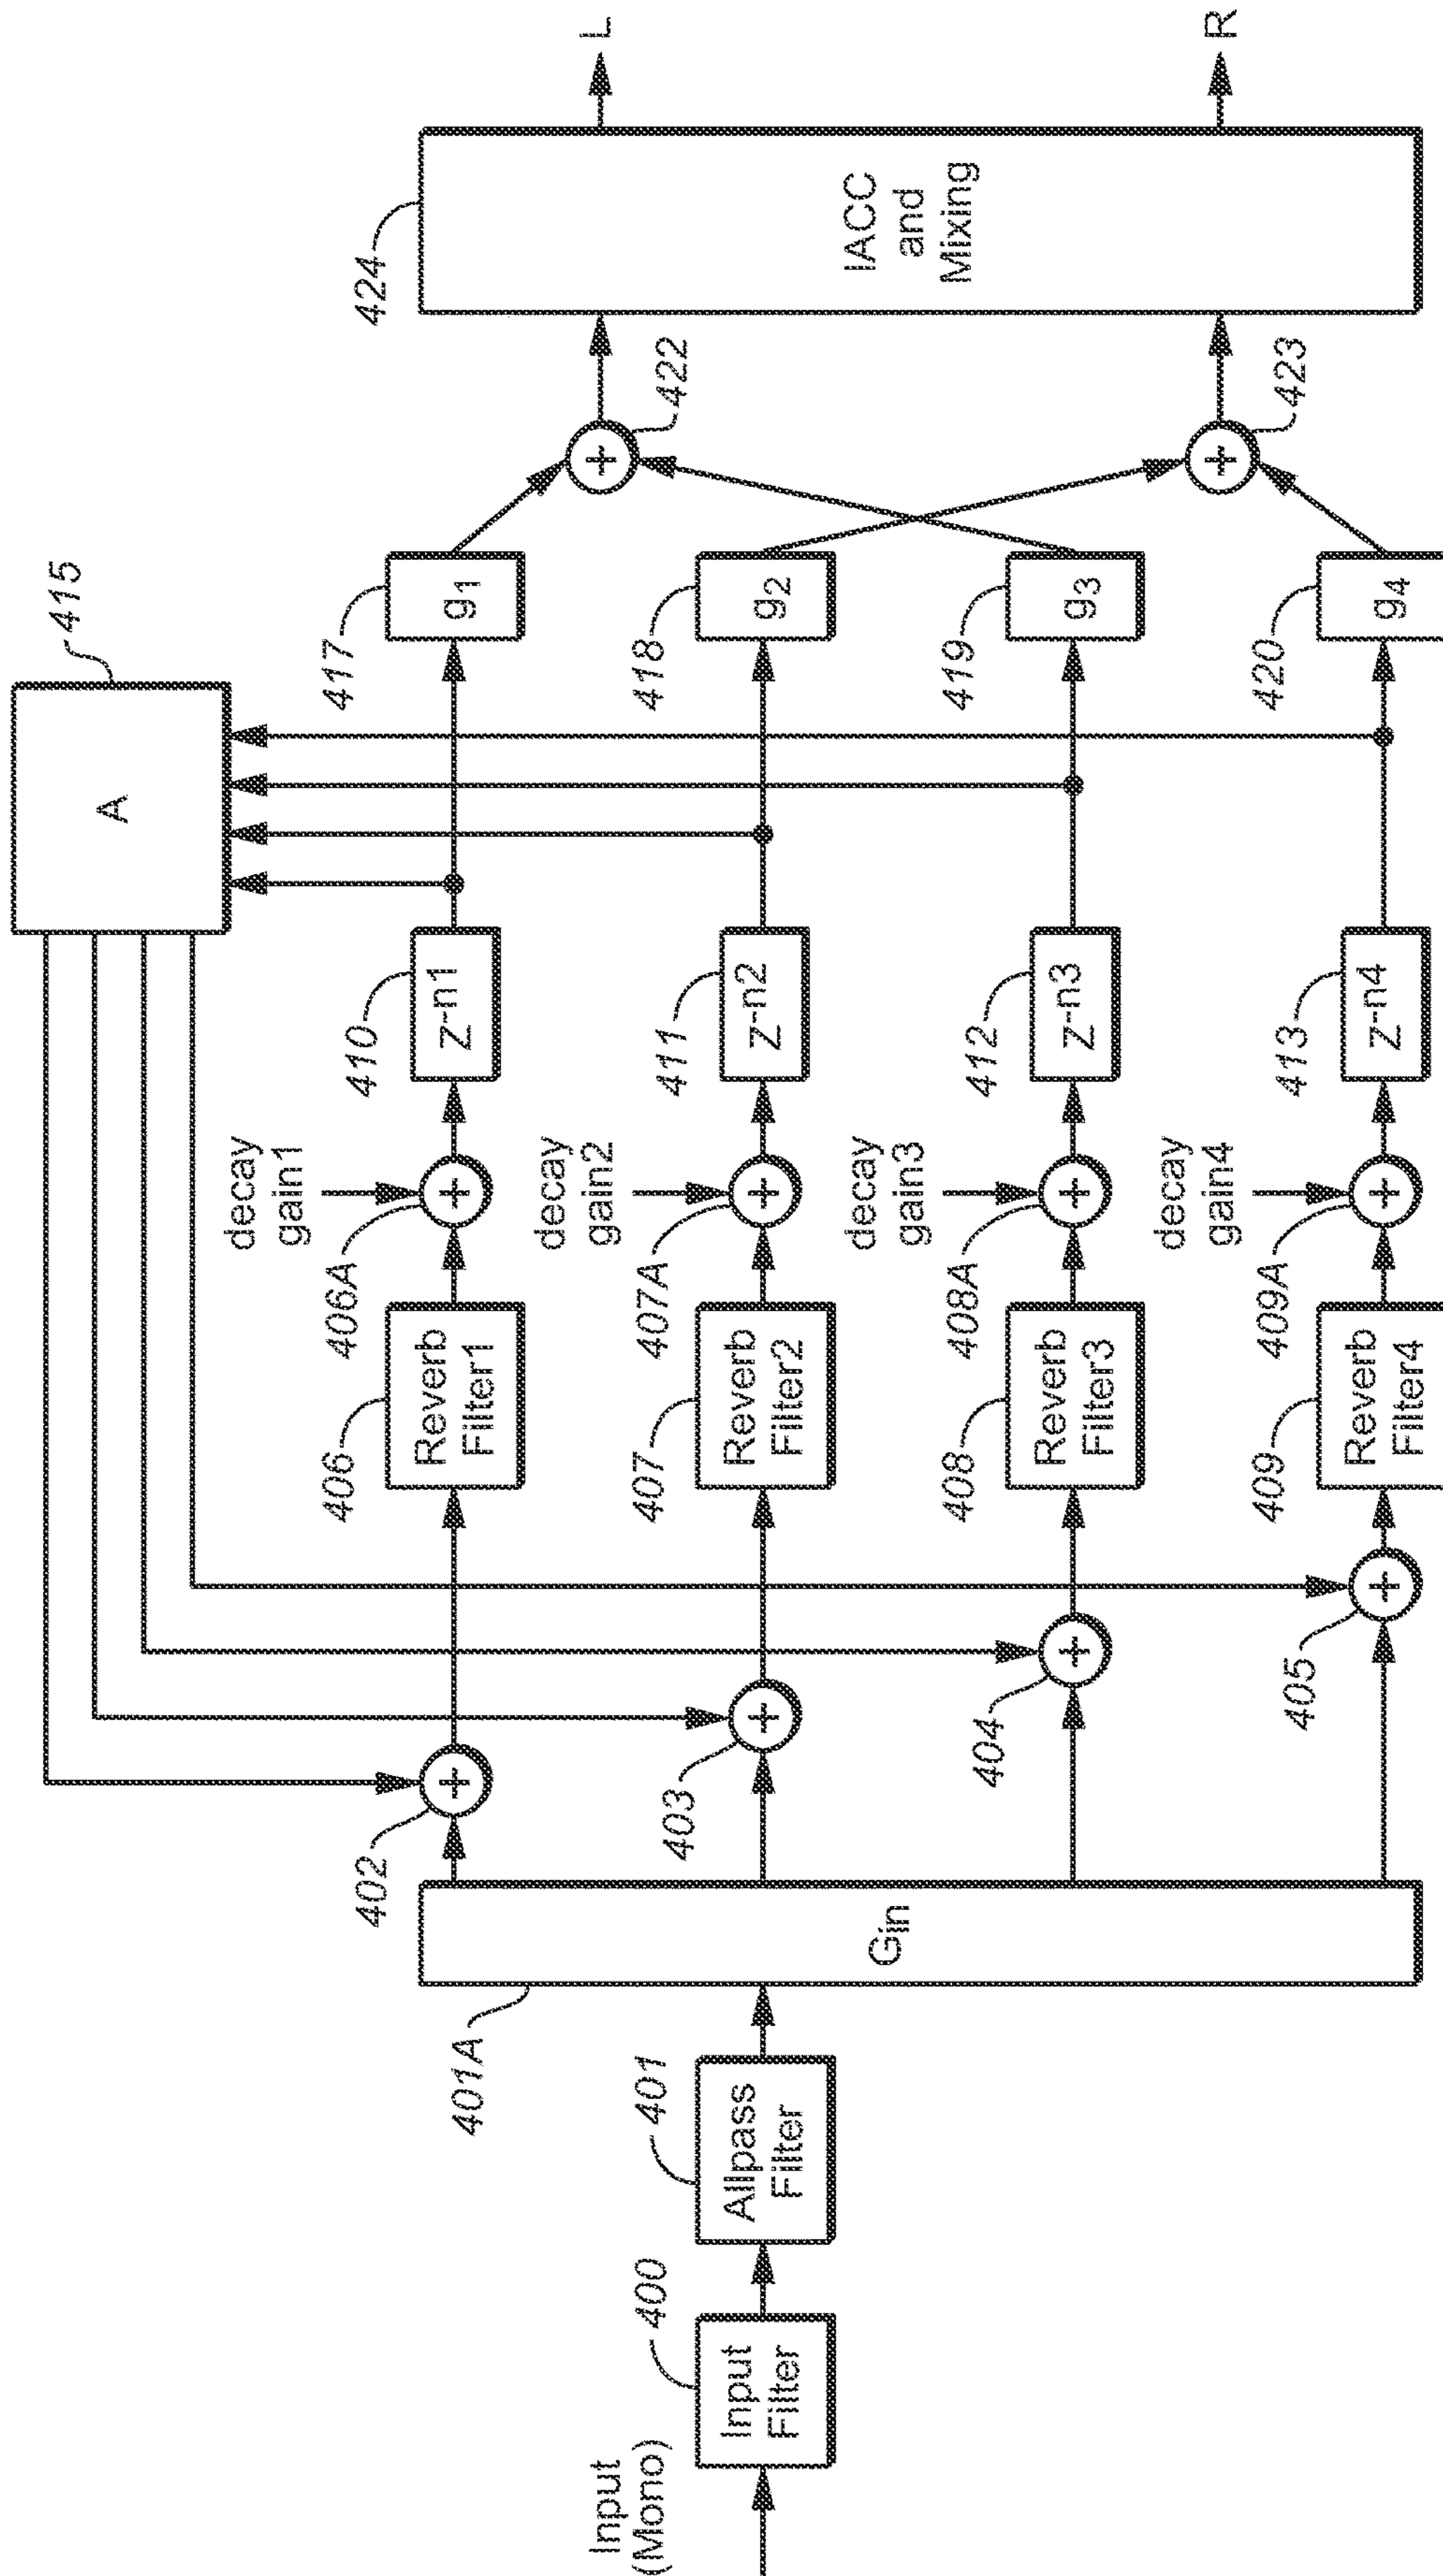 Input
(Mono)
400
Input
Filter
401
Allpass
Filter
401A
Gin
402
+
403
+
404
+
405
+
406
Reverb
Filter1
407
Reverb
Filter2
408
Reverb
Filter3
409
Reverb
Filter4
decay
gain1
406A
+
decay
gain2
407A
+
decay
gain3
408A
+
decay
gain4
409A
+
410
z-n1
411
z-n2
412
z-n3
413
z-n4
A
415
417
g1
418
g2
419
g3
420
g4
+
422
+
423
424
IACC
and
Mixing
L
R